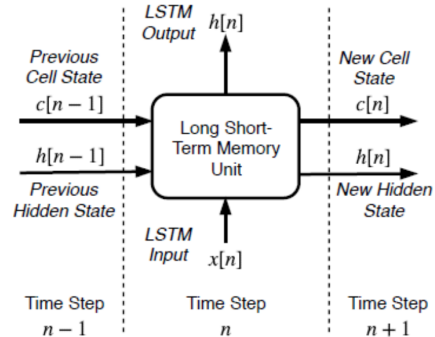 LSTM
Output
h[n]
Previous
Cell State
c[n − 1]
New Cell
State
c[n]
Long Short-
Term Memory
Unit
h[n − 1]
Previous
Hidden State
h[n]
New Hidden
State
LSTM
Input
x[n]
Time Step
n − 1
Time Step
n
Time Step
n + 1